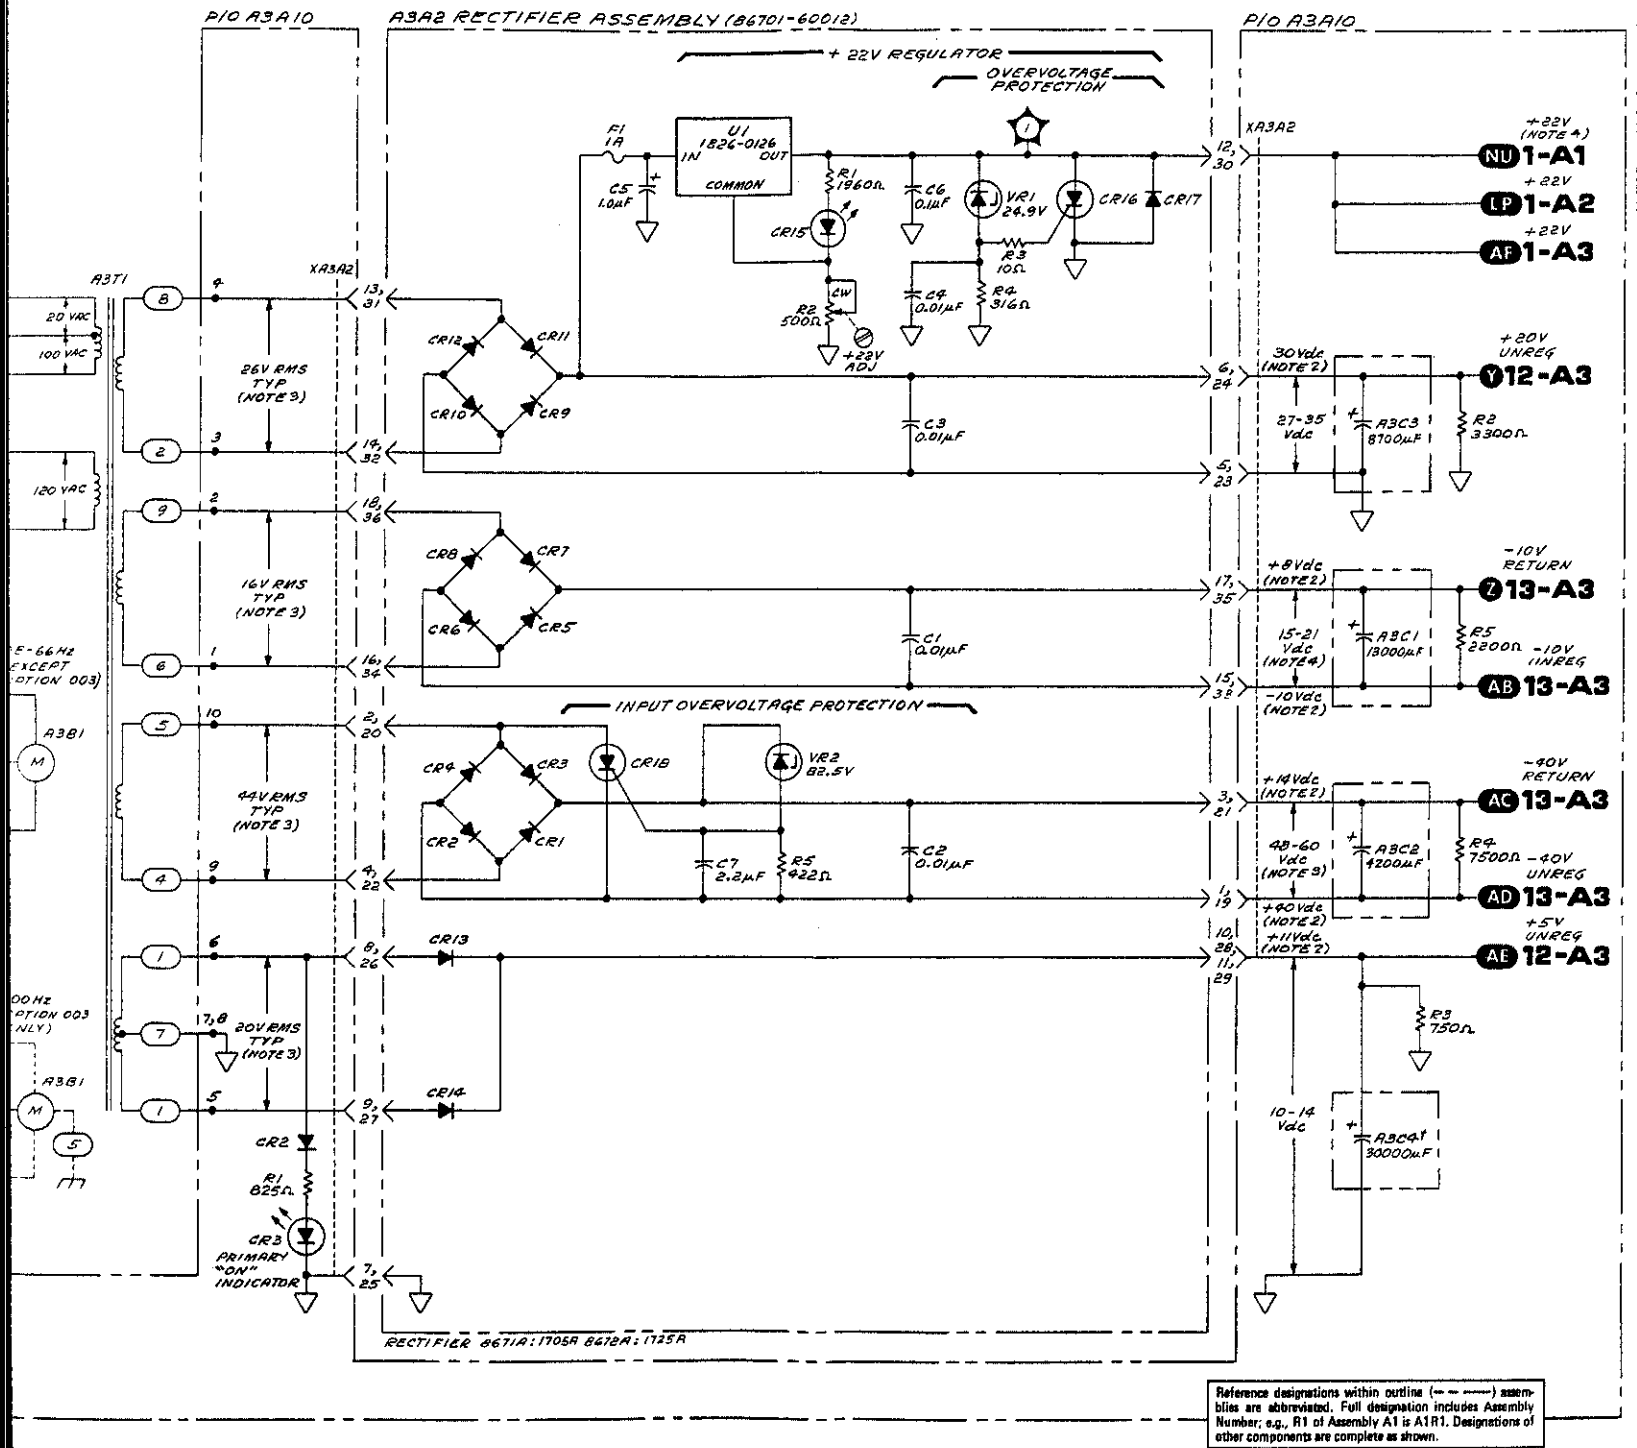 P/O A3A10
A3A2 RECTIFIER ASSEMBLY (86701-60012)
P/O A3A10
+ 22V REGULATOR
OVERVOLTAGE
PROTECTION
F1
1A
U1
1826-0126
IN
OUT
COMMON
C5
1.0µF
+
R1
1960Ω
CR15
C6
0.1µF
VR1
24.9V
CR16
CR17
R3
10Ω
C4
0.01µF
R4
316Ω
CW
R2
500Ω
+22V
ADJ
1
12,
30
XA3A2
+22V
(NOTE 4)
NU 1-A1
+22V
LP 1-A2
+22V
AF 1-A3
A3T1
XA3A2
20 VAC
100 VAC
120 VAC
8
4
13,
31
26V RMS
TYP
(NOTE 3)
2
3
14,
32
CR12
CR11
CR10
CR9
C3
0.01µF
6,
24
5,
23
30Vdc
(NOTE 2)
27-35
Vdc
+
A3C3
8700µF
R2
3300Ω
+20V
UNREG
Y 12-A3
9
2
18,
36
16V RMS
TYP
(NOTE 3)
6
1
16,
34
CR8
CR7
CR6
CR5
C1
0.01µF
17,
35
15,
33
+8Vdc
(NOTE 2)
15-21
Vdc
(NOTE 4)
-10Vdc
(NOTE 2)
+
A3C1
13000µF
R5
2200Ω
-10V
RETURN
Z 13-A3
-10V
UNREG
AB 13-A3
E-66 HZ
EXCEPT
OPTION 003)
A3B1
M
INPUT OVERVOLTAGE PROTECTION
5
10
2,
20
44V RMS
TYP
(NOTE 3)
4
9
4,
22
CR4
CR3
CR2
CR1
CR18
VR2
82.5V
C7
2.2µF
R5
422Ω
C2
0.01µF
3,
21
1,
19
+14Vdc
(NOTE 2)
48-60
Vdc
(NOTE 3)
+40Vdc
(NOTE 2)
+
A3C2
4200µF
R4
7500Ω
-40V
RETURN
AC 13-A3
-40V
UNREG
AD 13-A3
1
6
8,
26
CR13
10,
28,
11,
29
+11Vdc
(NOTE 2)
+5V
UNREG
AE 12-A3
00 HZ
OPTION 003
NLY)
7
7,8
20V RMS
TYP
(NOTE 3)
R3
750Ω
A3B1
M
5
1
5
9,
27
CR14
10-14
Vdc
+
A3C4†
30000µF
CR2
R1
825Ω
CR3
PRIMARY
"ON"
INDICATOR
7,
25
RECTIFIER 8671A: 1705A 8672A: 1725A
Reference designations within outline (— - — - —) assem-
blies are abbreviated. Full designation includes Assembly
Number; e.g., R1 of Assembly A1 is A1R1. Designations of
other components are complete as shown.